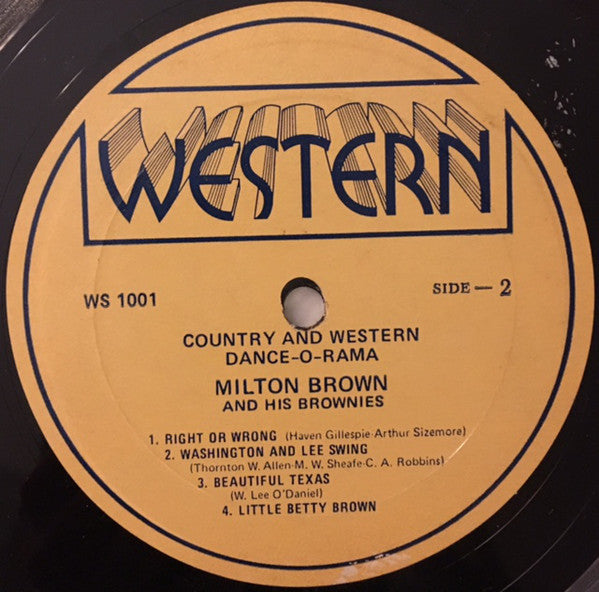 WESTERN
WS 1001
SIDE — 2
COUNTRY AND WESTERN
DANCE-O-RAMA
MILTON BROWN
AND HIS BROWNIES
1. RIGHT OR WRONG (Haven Gillespie-Arthur Sizemore)
2. WASHINGTON AND LEE SWING
(Thornton W. Allen-M. W. Sheafe-C. A. Robbins)
3. BEAUTIFUL TEXAS
(W. Lee O'Daniel)
4. LITTLE BETTY BROWN